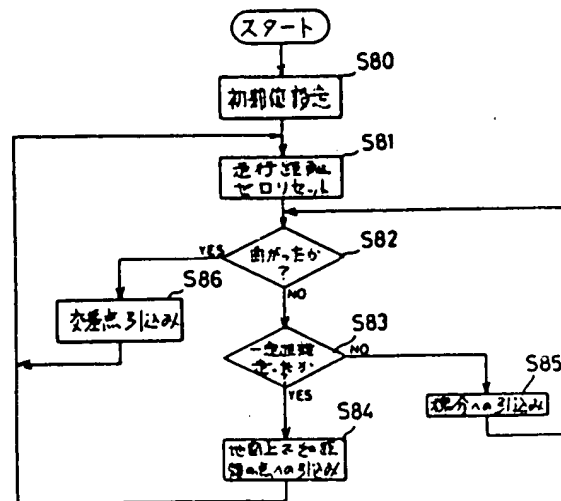 スタート
S80
初期値設定
S81
走行距離
ゼロリセット
S82
曲がったか
?
YES
NO
S86
交差点引込み
S83
一定距離
走ったか
NO
YES
S85
線分への引込み
S84
地図上でその距
離の点への引込み